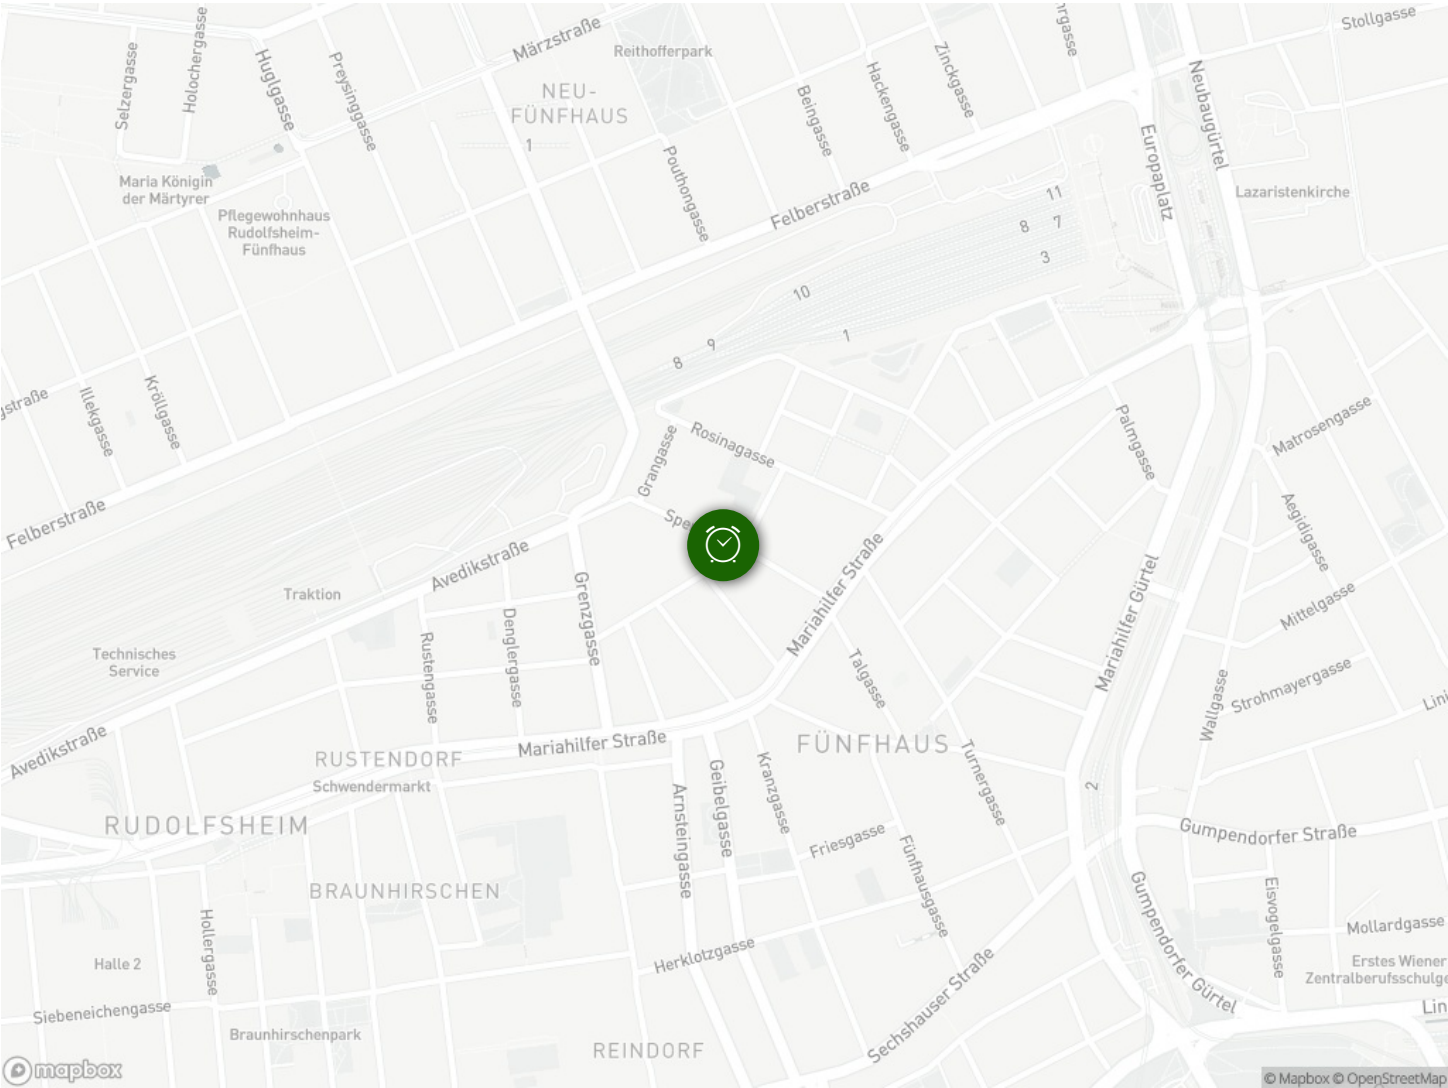 Stollgasse
Märzstraße
Reithofferpark
Selzergasse
Holochergasse
Huglgasse
Preysinggasse
Zinckgasse
Hackengasse
Beingasse
Neubaugürtel
NEU-
FÜNFHAUS
1
Europaplatz
Pouthongasse
Maria Königin
der Märtyrer
Lazaristenkirche
Felberstraße
Pflegewohnhaus
Rudolfsheim-
Fünfhaus
11
8
7
3
10
1
9
8
Illekgasse
Kröllgasse
Palmgasse
Matrosengasse
Rosinagasse
Grangasse
Felberstraße
Aegidigasse
Avedikstraße
Mariahilfer Straße
Traktion
Grenzgasse
Mittelgasse
Denglergasse
Mariahilfer Gürtel
Technisches
Service
Rustengasse
Talgasse
Strohmayergasse
Wallgasse
Avedikstraße
Mariahilfer Straße
FÜNFHAUS
RUSTENDORF
Schwendermarkt
Kranzgasse
Turnergasse
2
Geibelgasse
Arnsteingasse
RUDOLFSHEIM
Friesgasse
Gumpendorfer Straße
Fünfhausgasse
BRAUNHIRSCHEN
Eisvogelgasse
Mollardgasse
Hollergasse
Gumpendorfer Gürtel
Herklotzgasse
Halle 2
Erstes Wiener
Zentralberufsschulge
Sechshauser Straße
Siebeneichengasse
Lin
Braunhirschenpark
REINDORF
mapbox
© Mapbox © OpenStreetMap